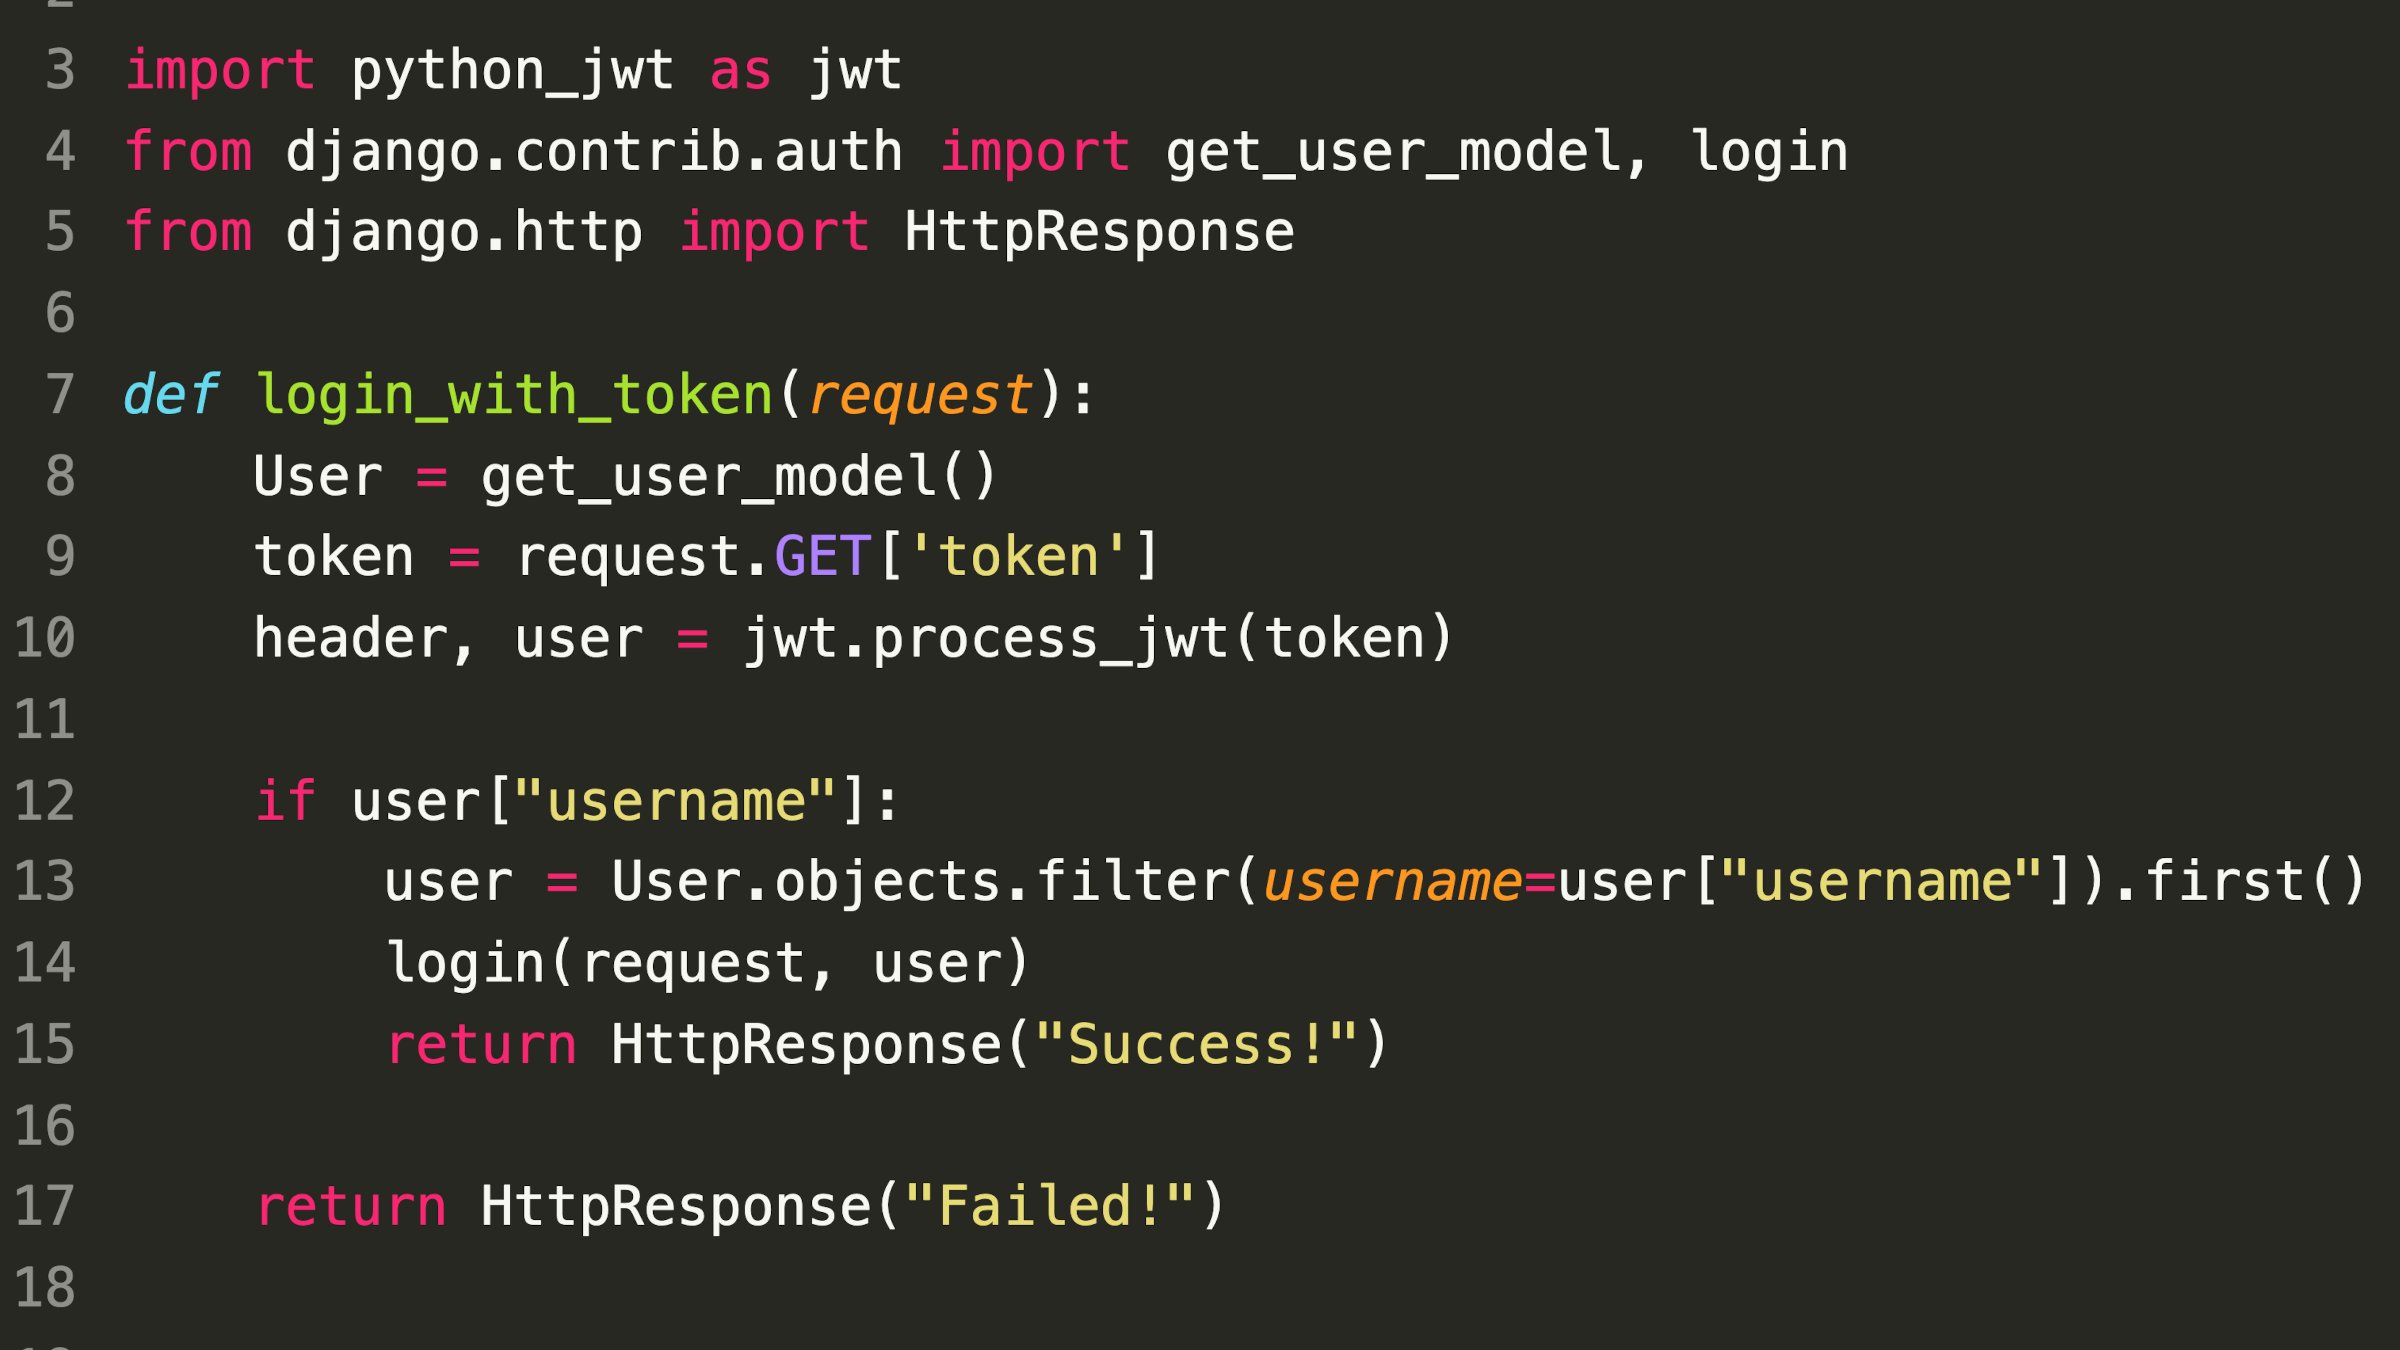 3 import python_jwt as jwt
4 from django.contrib.auth import get_user_model, login
5 from django.http import HttpResponse
6
7 def login_with_token(request):
8     User = get_user_model()
9     token = request.GET['token']
10     header, user = jwt.process_jwt(token)
11
12     if user["username"]:
13         user = User.objects.filter(username=user["username"]).first()
14         login(request, user)
15         return HttpResponse("Success!")
16
17     return HttpResponse("Failed!")
18